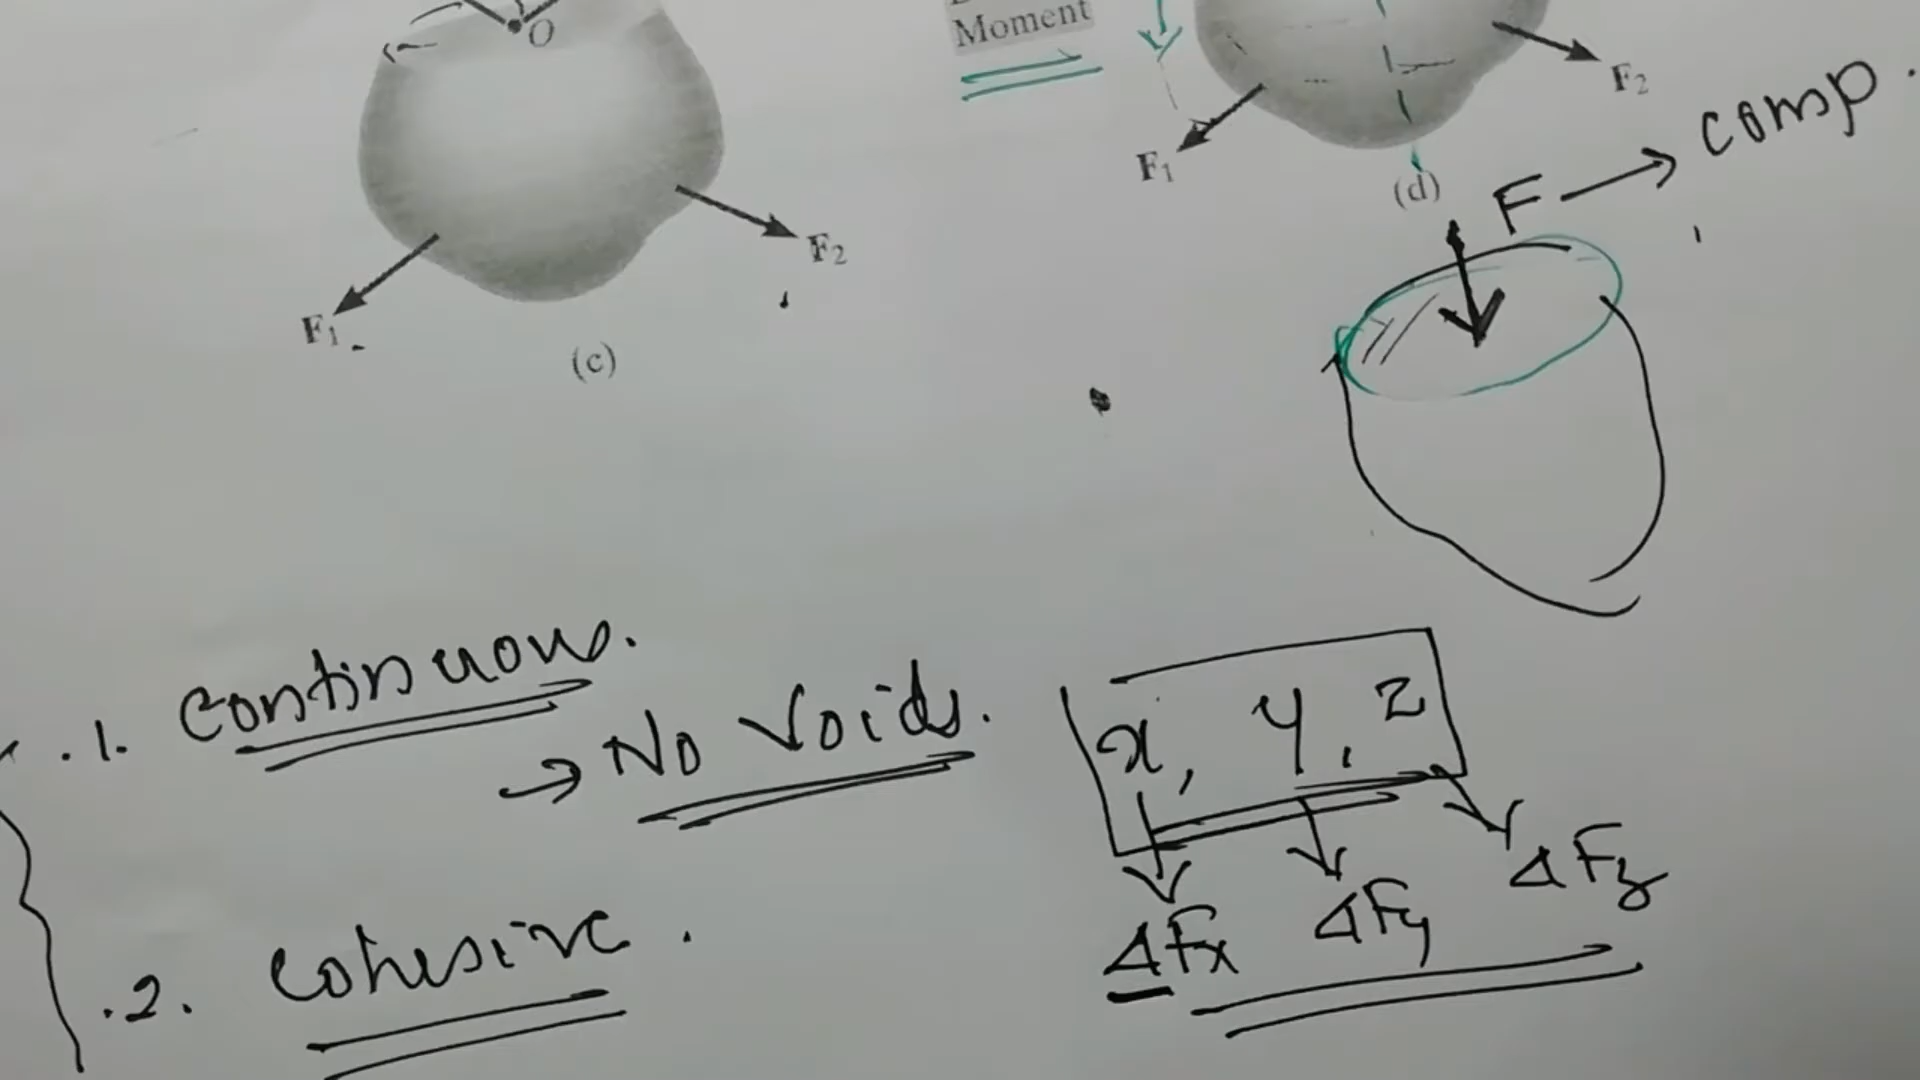 O
Moment
F2
F1
(d)
F → comp.
F2
F1
(c)
1. Continuous.
→ No Voids.
x, y, z
ΔFx ΔFy ΔFz
2. Cohesive.